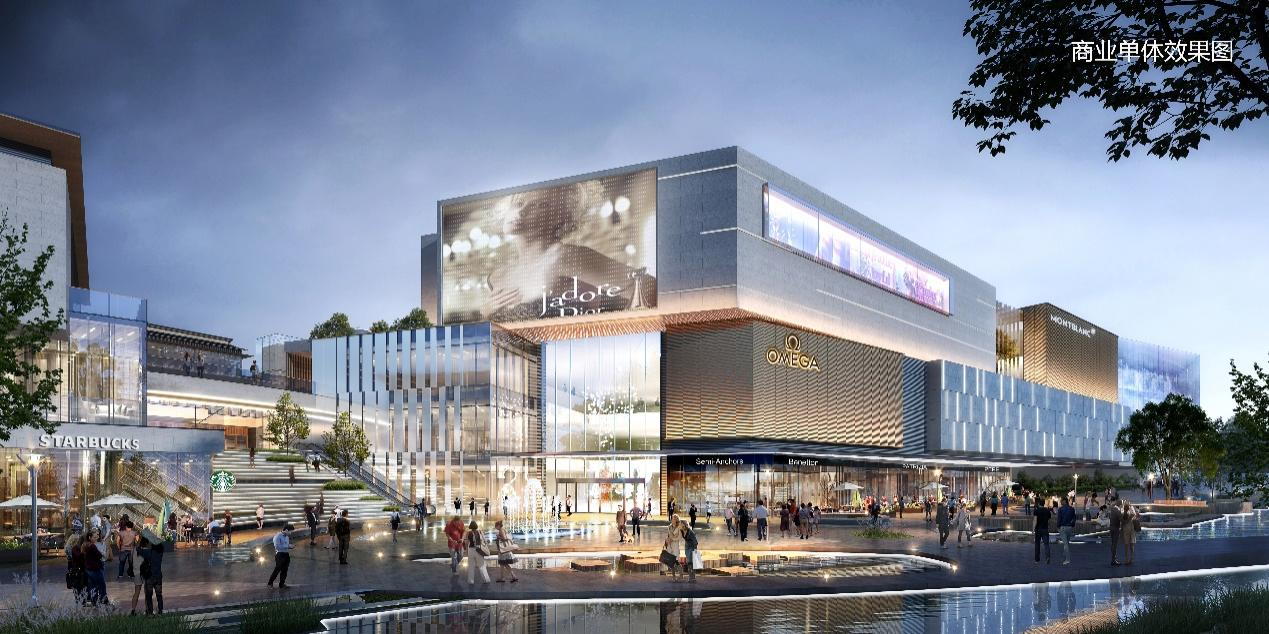 商业单体效果图
j'adore
Dior
OMEGA
MONTBLANC
STARBUCKS
Semi-Anchors
Benetton